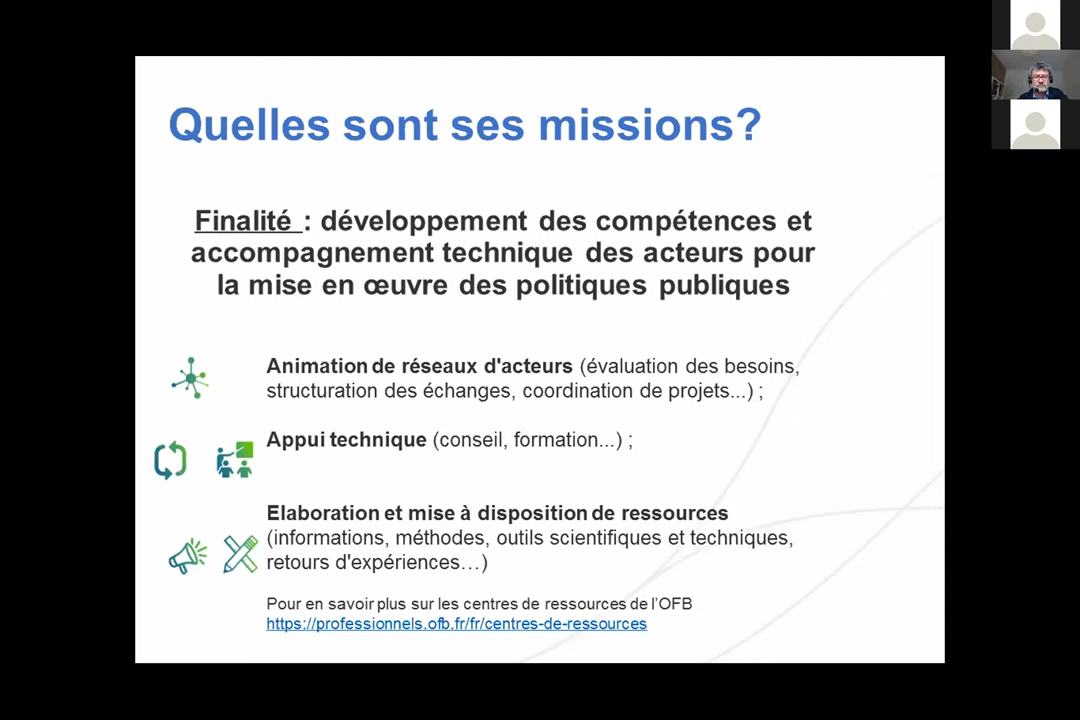 Quelles sont ses missions?
Finalité : développement des compétences et
accompagnement technique des acteurs pour
la mise en œuvre des politiques publiques
Animation de réseaux d'acteurs (évaluation des besoins,
structuration des échanges, coordination de projets...) ;
Appui technique (conseil, formation...) ;
Elaboration et mise à disposition de ressources
(informations, méthodes, outils scientifiques et techniques,
retours d'expériences…)
Pour en savoir plus sur les centres de ressources de l’OFB
https://professionnels.ofb.fr/fr/centres-de-ressources